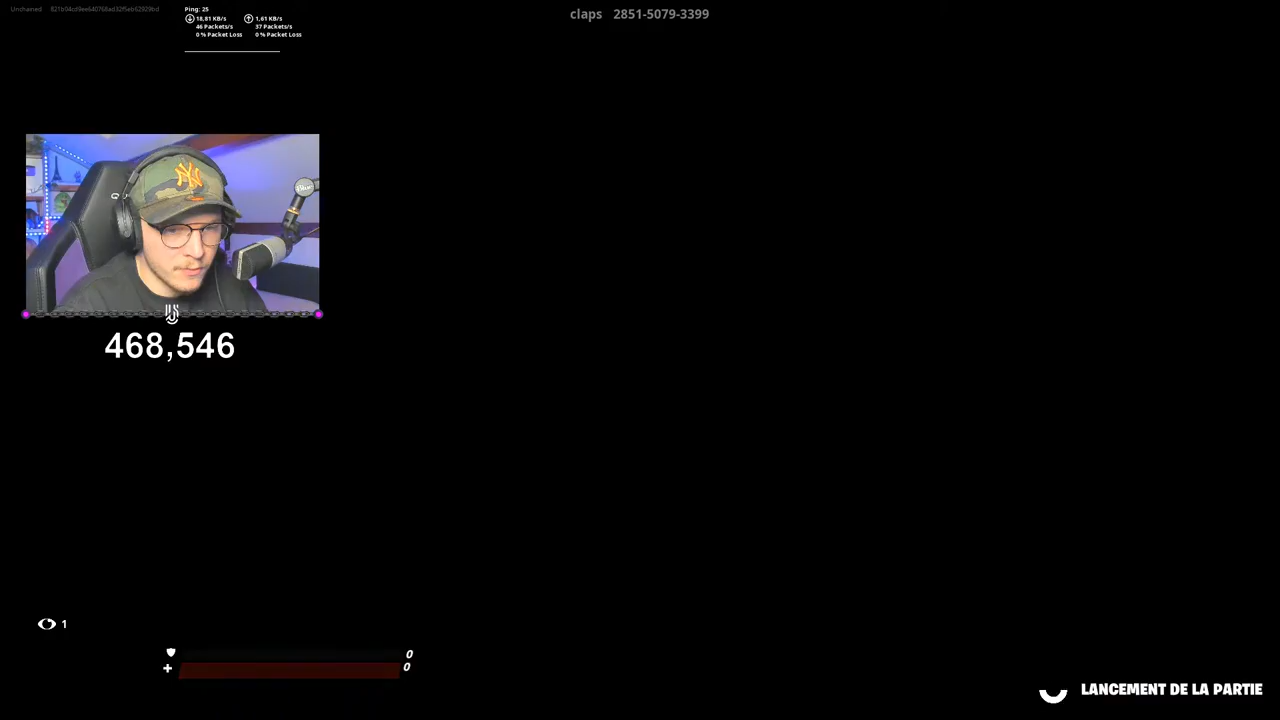 Unchained
Ping: 25
18,81 KB/s 1,61 KB/s
46 Packets/s 37 Packets/s
0 % Packet Loss 0 % Packet Loss
claps 2851-5079-3399
NY
468,546
1
0
0
LANCEMENT DE LA PARTIE